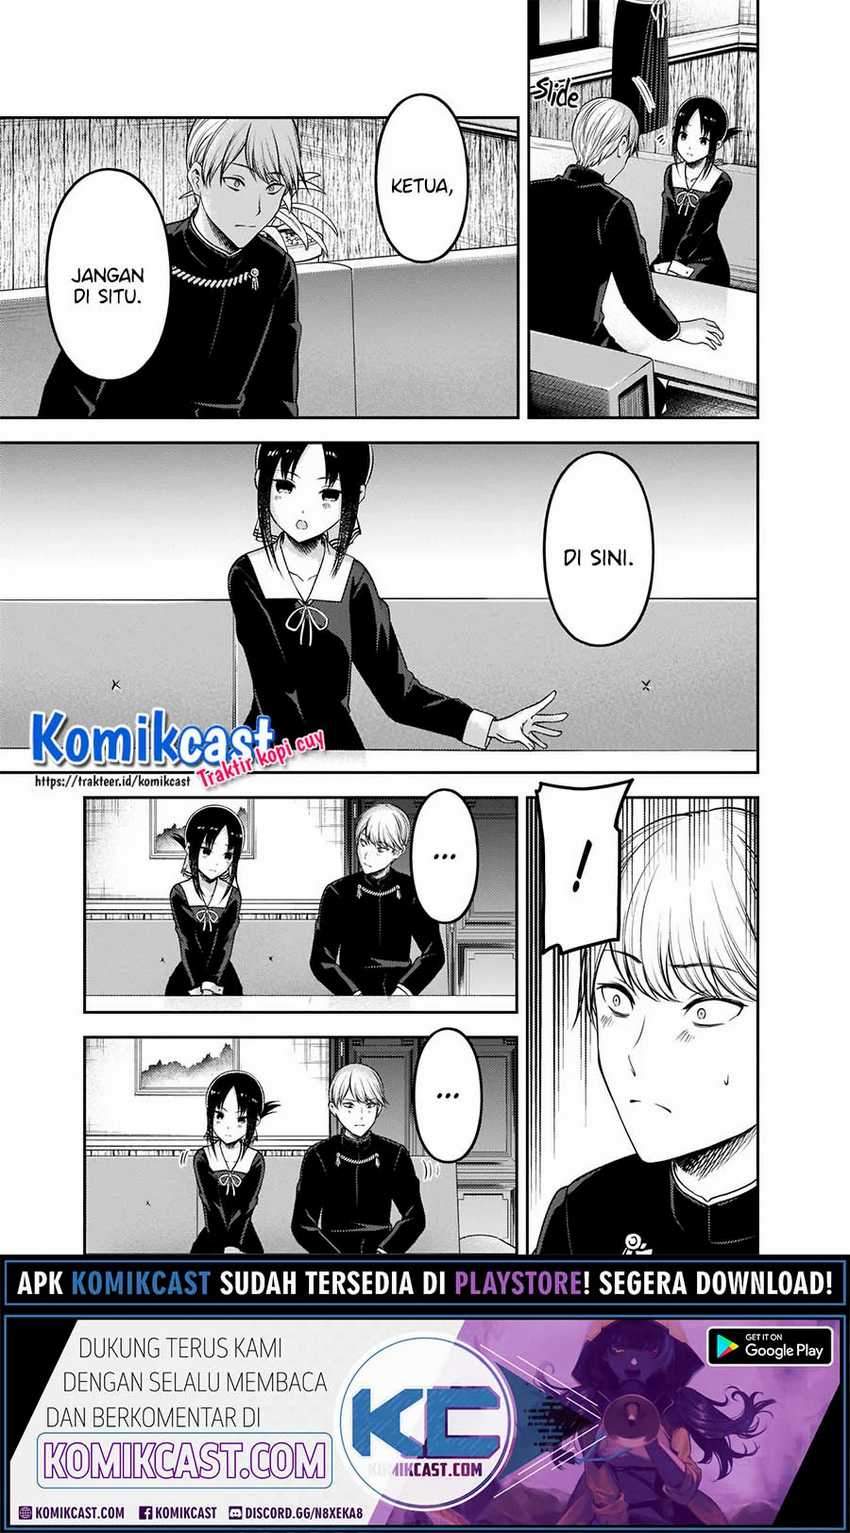 Slide
KETUA,
JANGAN
DI SITU.
DI SINI.
Komikcast
Traktir kopi cuy
https://trakteer.id/komikcast
!
...
...
APK KOMIKCAST SUDAH TERSEDIA DI PLAYSTORE! SEGERA DOWNLOAD!
DUKUNG TERUS KAMI
DENGAN SELALU MEMBACA
DAN BERKOMENTAR DI
KOMIKCAST.COM
KOMIKCAST.COM
KOMIKCAST
DISCORD.GG/N8XEKA8
KC
KOMIKCAST.COM
GET IT ON
Google Play